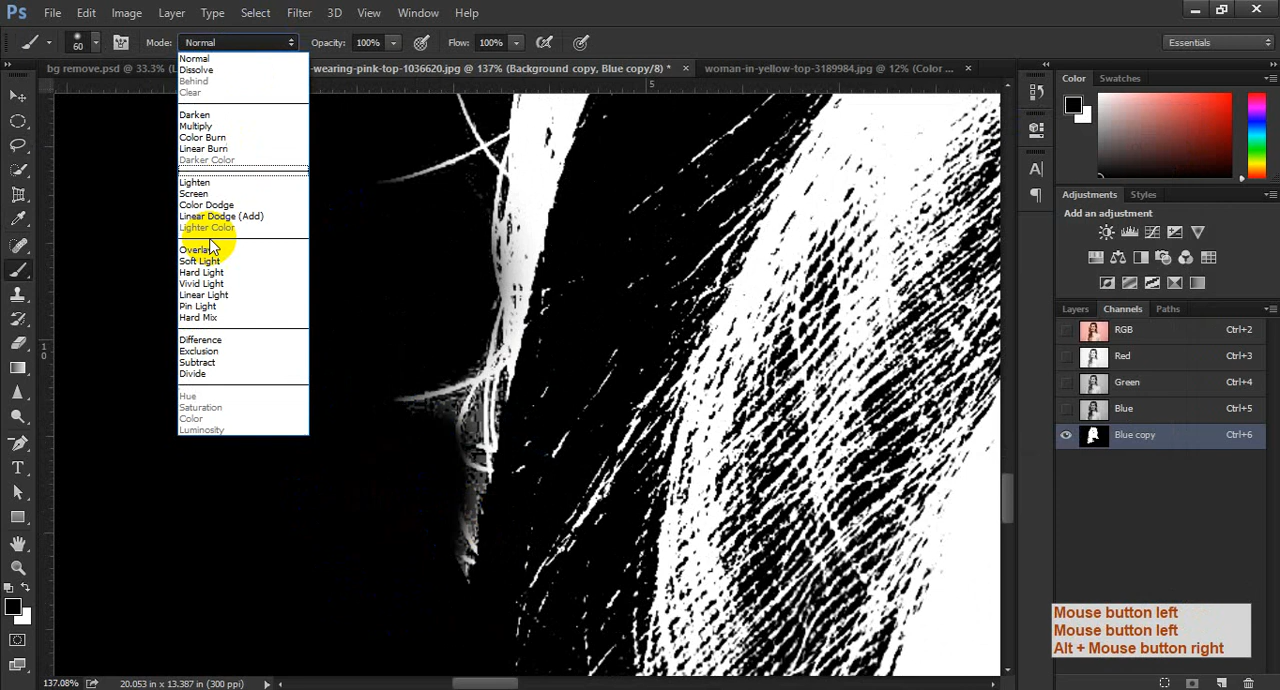 Ps File Edit Image Layer Type Select Filter 3D View Window Help
60 Mode: Normal Opacity: 100% Flow: 100% Essentials
bg remove.psd @ 33.3% (L -wearing-pink-top-1036620.jpg @ 137% (Background copy, Blue copy/8) * × woman-in-yellow-top-3189984.jpg @ 12% (Color ... ×
Normal
Dissolve
Behind
Clear
Darken
Multiply
Color Burn
Linear Burn
Darker Color
Lighten
Screen
Color Dodge
Linear Dodge (Add)
Lighter Color
Overlay
Soft Light
Hard Light
Vivid Light
Linear Light
Pin Light
Hard Mix
Difference
Exclusion
Subtract
Divide
Hue
Saturation
Color
Luminosity
5
1
0
Color Swatches
Adjustments Styles
Add an adjustment
Layers Channels Paths
RGB Ctrl+2
Red Ctrl+3
Green Ctrl+4
Blue Ctrl+5
Blue copy Ctrl+6
Mouse button left
Mouse button left
Alt + Mouse button right
137.08% 20.053 in x 13.387 in (300 ppi)